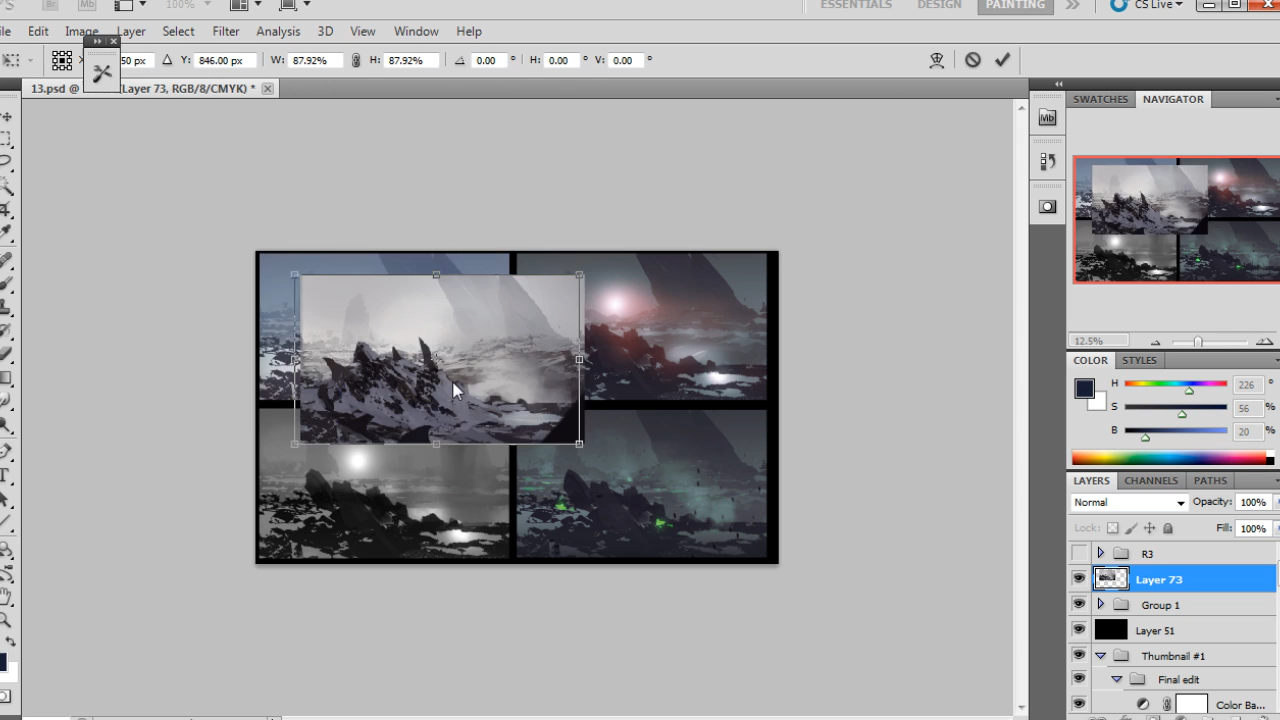 Br Mb 100% ESSENTIALS DESIGN PAINTING CS Live
Edit Image Layer Select Filter Analysis 3D View Window Help
50 px Y: 846.00 px W: 87.92% H: 87.92% 0.00 ° H: 0.00 ° V: 0.00 °
13.psd @ (Layer 73, RGB/8/CMYK) *
SWATCHES NAVIGATOR
Mb
12.5%
COLOR STYLES
H 226 °
S 56 %
B 20 %
LAYERS CHANNELS PATHS
Normal Opacity: 100%
Lock: Fill: 100%
R3
Layer 73
Group 1
Layer 51
Thumbnail #1
Final edit
Color Ba...